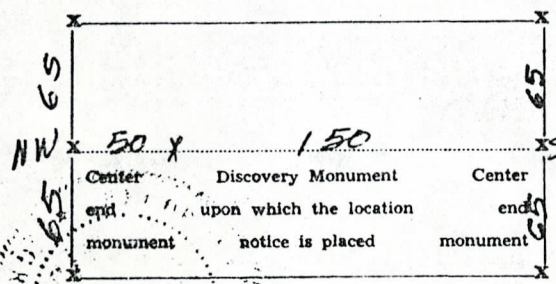 X X
65 65
NW X 50 X 150 X S
Center Discovery Monument Center
end upon which the location end
monument notice is placed monument
65 65
X X